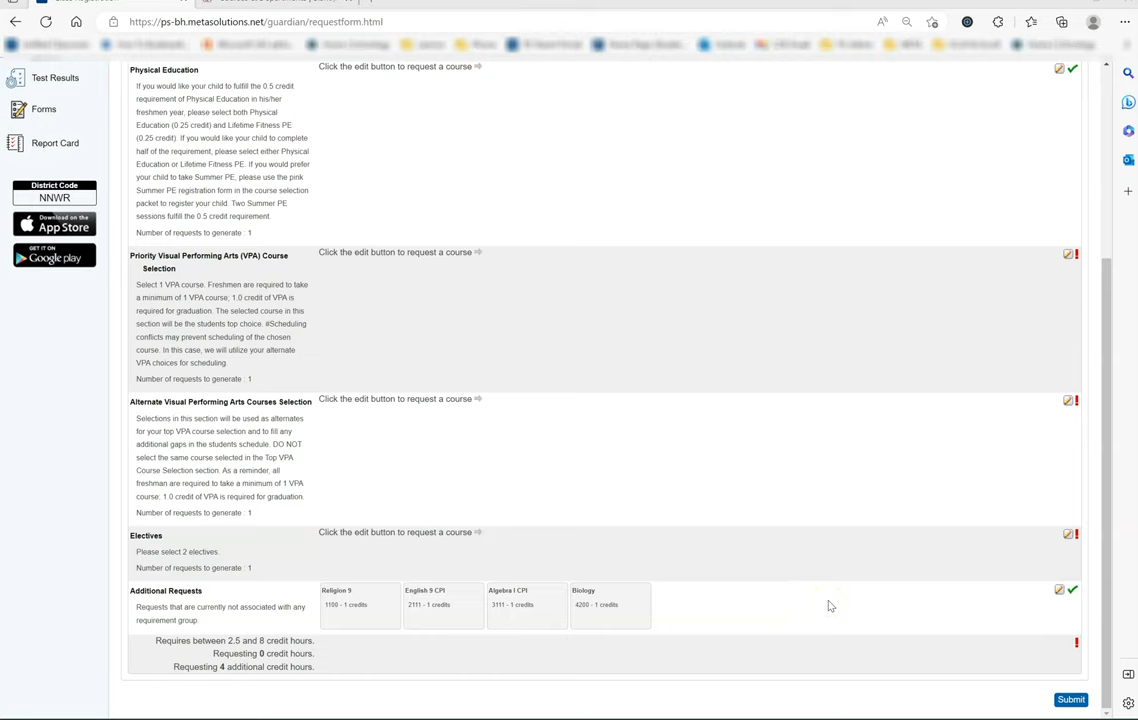 https://ps-bh.metasolutions.net/guardian/requestform.html
Test Results
Forms
Report Card
District Code
NNWR
Download on the
App Store
GET IT ON
Google play
Physical Education
Click the edit button to request a course
If you would like your child to fulfill the 0.5 credit
requirement of Physical Education in his/her
freshmen year, please select both Physical
Education (0.25 credit) and Lifetime Fitness PE
(0.25 credit). If you would like your child to complete
half of the requirement, please select either Physical
Education or Lifetime Fitness PE. If you would prefer
your child to take Summer PE, please use the pink
Summer PE registration form in the course selection
packet to register your child. Two Summer PE
sessions fulfill the 0.5 credit requirement.
Number of requests to generate : 1
Priority Visual Performing Arts (VPA) Course
Selection
Click the edit button to request a course
Select 1 VPA course. Freshmen are required to take
a minimum of 1 VPA course; 1.0 credit of VPA is
required for graduation. The selected course in this
section will be the students top choice. #Scheduling
conflicts may prevent scheduling of the chosen
course. In this case, we will utilize your alternate
VPA choices for scheduling.
Number of requests to generate : 1
Alternate Visual Performing Arts Courses Selection
Click the edit button to request a course
Selections in this section will be used as alternates
for your top VPA course selection and to fill any
additional gaps in the students schedule. DO NOT
select the same course selected in the Top VPA
Course Selection section. As a reminder, all
freshman are required to take a minimum of 1 VPA
course; 1.0 credit of VPA is required for graduation.
Number of requests to generate : 1
Electives
Click the edit button to request a course
Please select 2 electives.
Number of requests to generate : 1
Additional Requests
Requests that are currently not associated with any
requirement group.
Religion 9
1100 - 1 credits
English 9 CPI
2111 - 1 credits
Algebra I CPI
3111 - 1 credits
Biology
4200 - 1 credits
Requires between 2.5 and 8 credit hours.
Requesting 0 credit hours.
Requesting 4 additional credit hours.
Submit